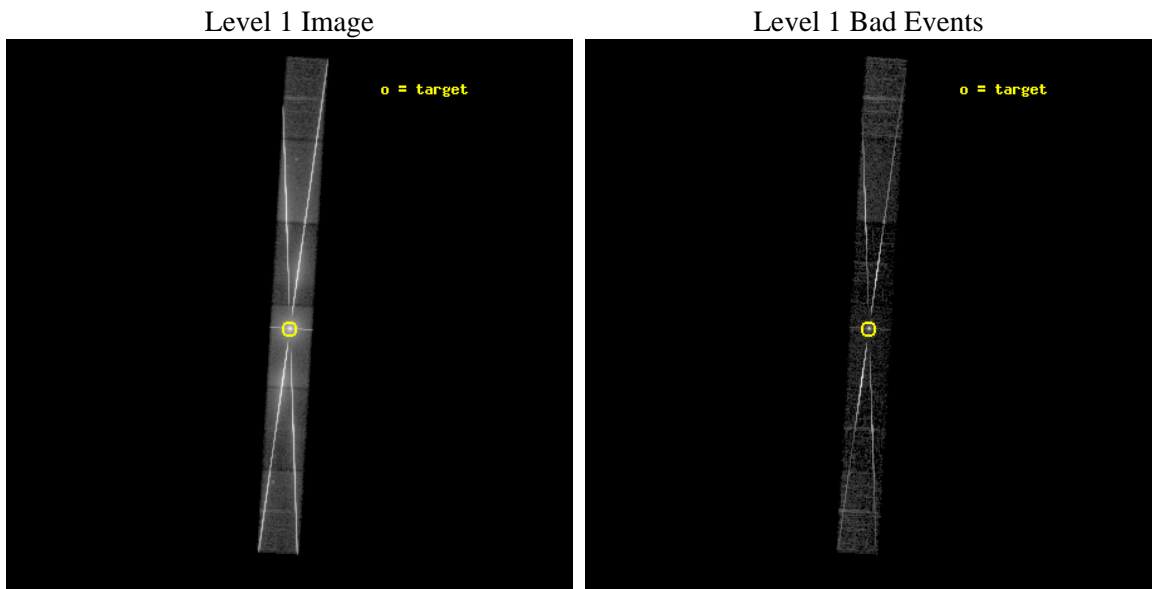 Level 1 Image
Level 1 Bad Events
o = target
o = target